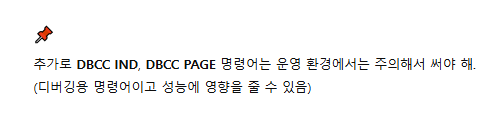 추가로 DBCC IND, DBCC PAGE 명령어는 운영 환경에서는 주의해서 써야 해.
(디버깅용 명령어이고 성능에 영향을 줄 수 있음)